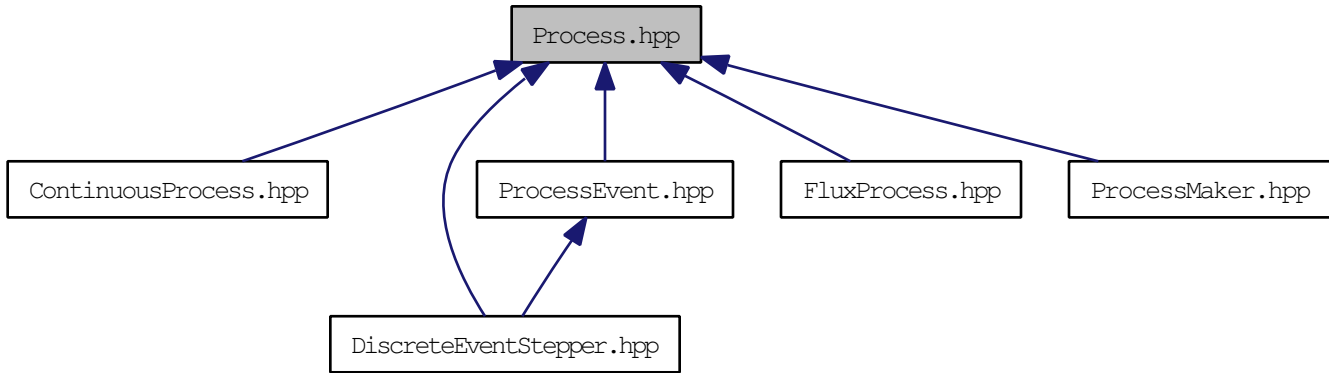 Process.hpp
ContinuousProcess.hpp
ProcessEvent.hpp
FluxProcess.hpp
ProcessMaker.hpp
DiscreteEventStepper.hpp